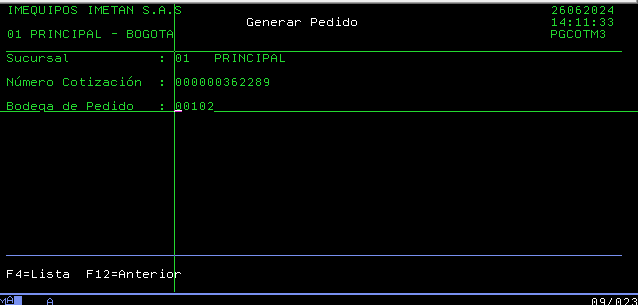 IMEQUIPOS IMETAN S.A.S 26062024
Generar Pedido 14:11:33
01 PRINCIPAL - BOGOTA PGCOTM3
Sucursal : 01 PRINCIPAL
Número Cotización : 000000362289
Bodega de Pedido : 00102
F4=Lista F12=Anterior
MA A 09/023